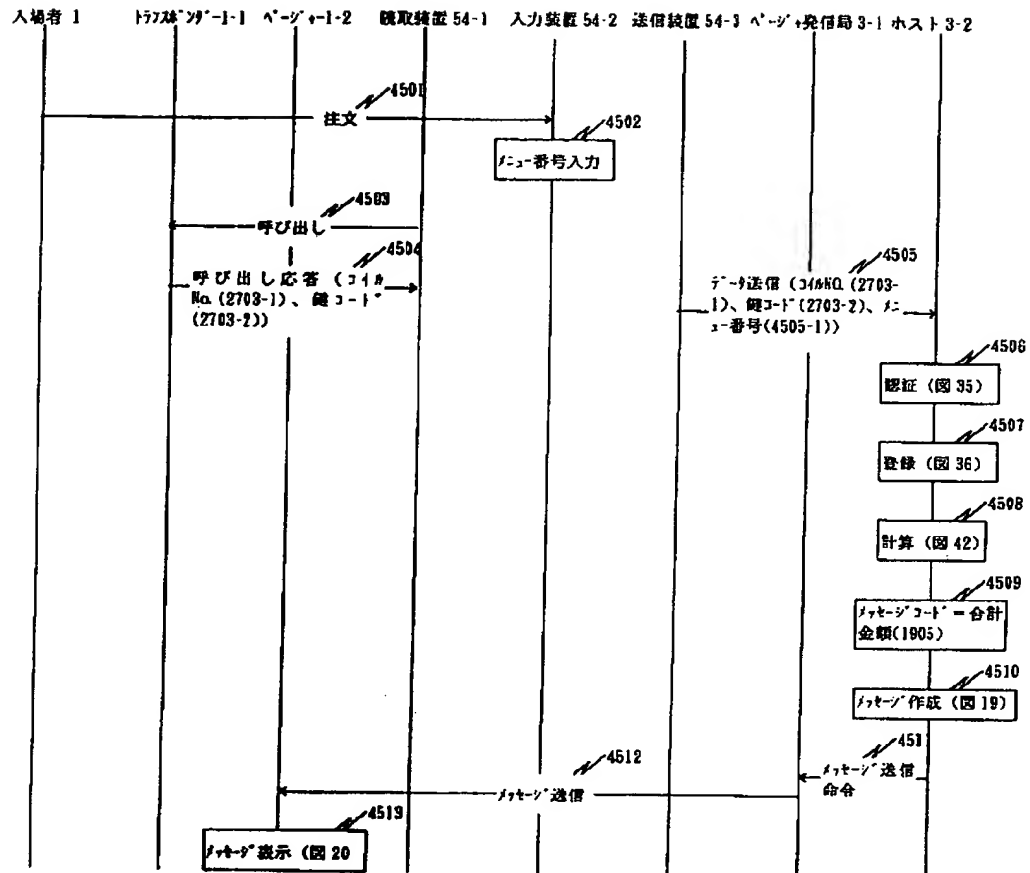 入場者 1 トランスポンダー1-1 ページャー1-2 読取装置 54-1 入力装置 54-2 送信装置 54-3 ページャ発信局 3-1 ホスト 3-2
4501
注文
4502
メニュー番号入力
4503
呼び出し
4504
呼び出し応答 (コイル
No. (2703-1)、鍵コード
(2703-2))
4505
データ送信 (コイルNO. (2703-
1)、鍵コード(2703-2)、メニ
ュー番号(4505-1))
4506
認証 (図 35)
4507
登録 (図 36)
4508
計算 (図 42)
4509
メッセージコード=合計
金額(1905)
4510
メッセージ作成 (図 19)
451
メッセージ送信
命令
4512
メッセージ送信
4513
メッセージ表示 (図 20